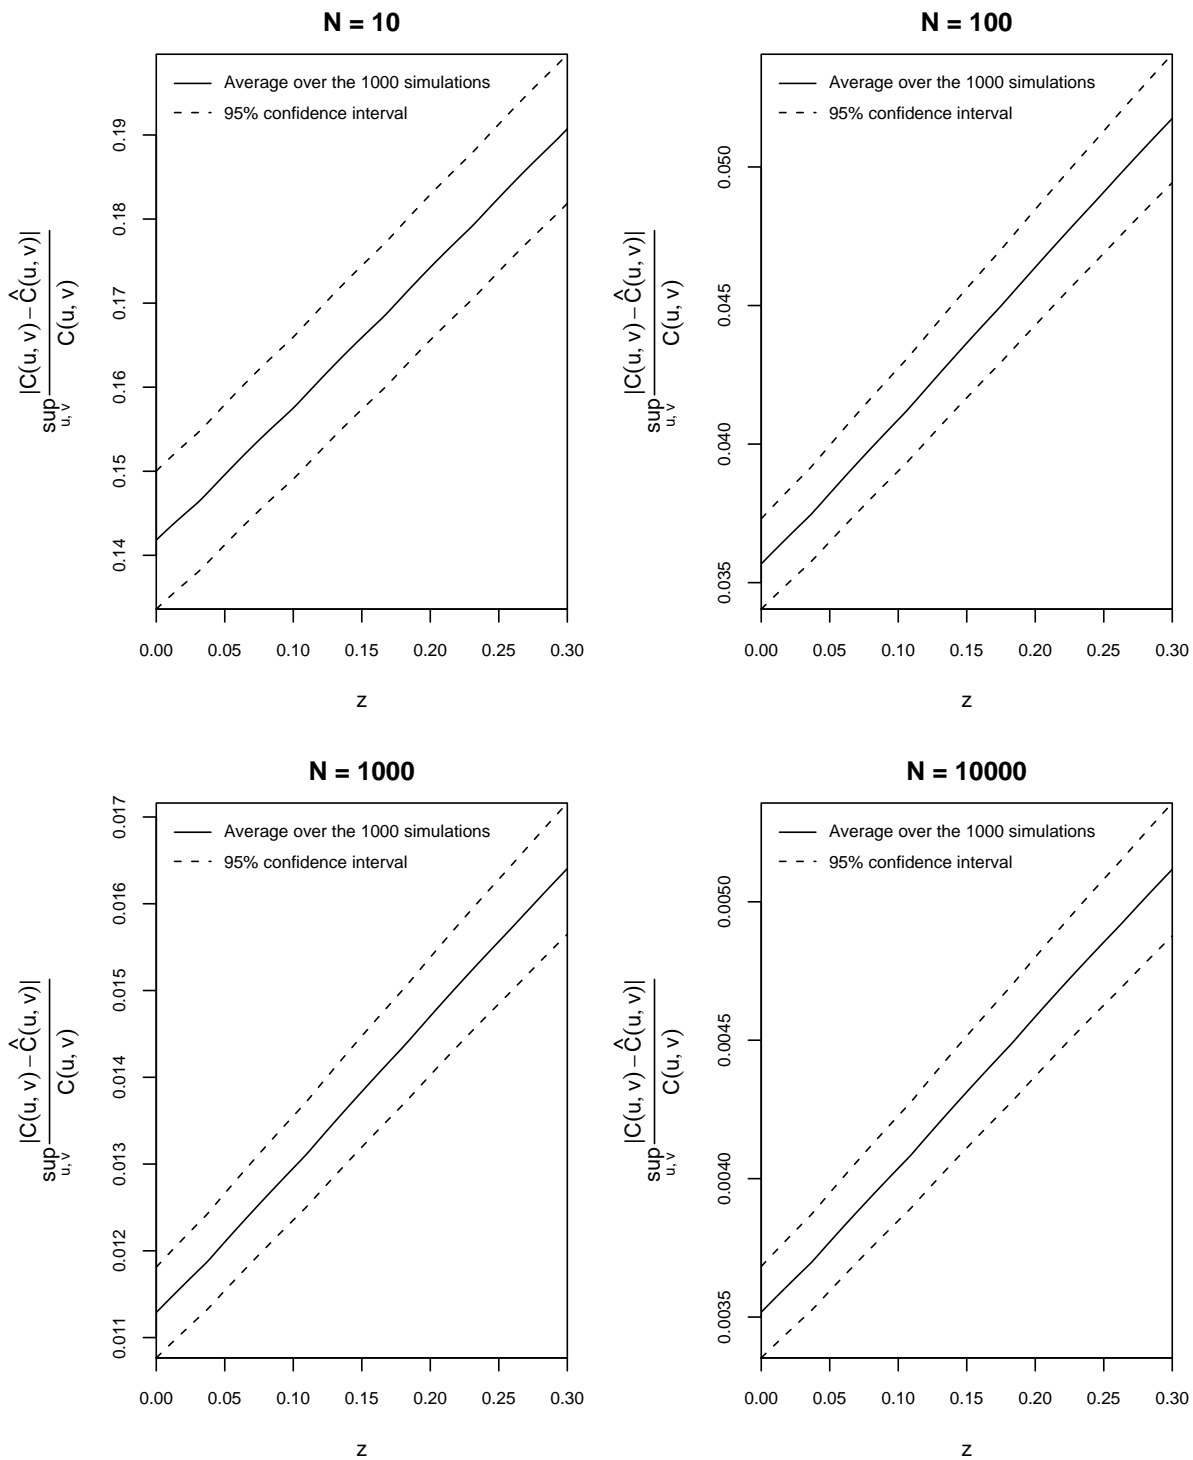 N = 10
Average over the 1000 simulations
95% confidence interval
0.19
0.18
0.17
0.16
0.15
0.14
sup u, v |C(u, v) − Ĉ(u, v)| / C(u, v)
0.00 0.05 0.10 0.15 0.20 0.25 0.30
z
N = 100
Average over the 1000 simulations
95% confidence interval
0.050
0.045
0.040
0.035
sup u, v |C(u, v) − Ĉ(u, v)| / C(u, v)
0.00 0.05 0.10 0.15 0.20 0.25 0.30
z
N = 1000
Average over the 1000 simulations
95% confidence interval
0.017
0.016
0.015
0.014
0.013
0.012
0.011
sup u, v |C(u, v) − Ĉ(u, v)| / C(u, v)
0.00 0.05 0.10 0.15 0.20 0.25 0.30
z
N = 10000
Average over the 1000 simulations
95% confidence interval
0.0050
0.0045
0.0040
0.0035
sup u, v |C(u, v) − Ĉ(u, v)| / C(u, v)
0.00 0.05 0.10 0.15 0.20 0.25 0.30
z